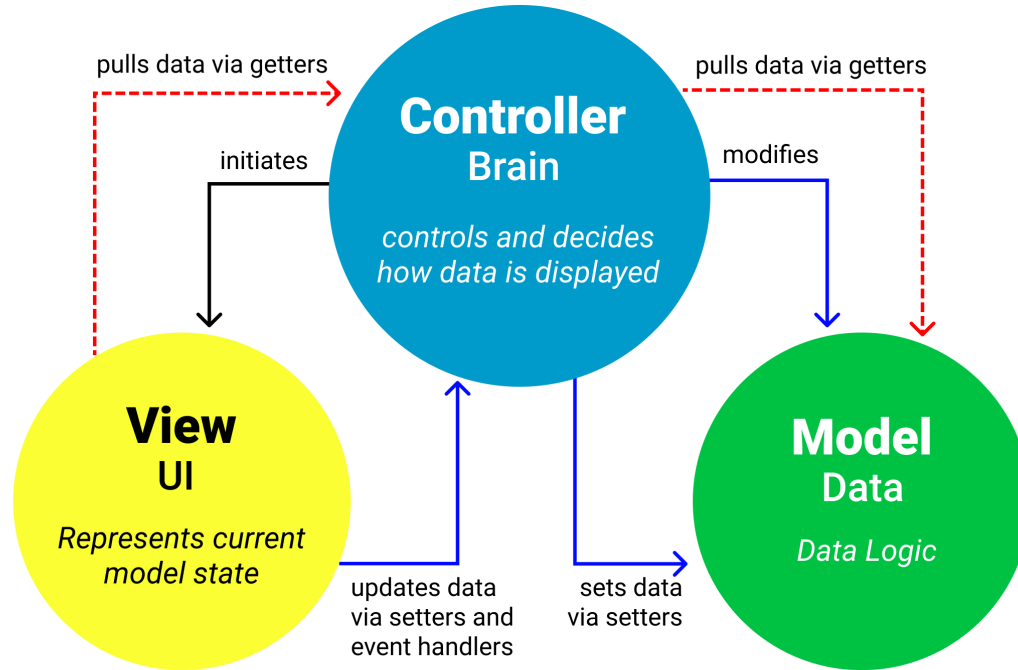 pulls data via getters
pulls data via getters
Controller
Brain
controls and decides
how data is displayed
initiates
modifies
View
UI
Represents current
model state
Model
Data
Data Logic
updates data
via setters and
event handlers
sets data
via setters